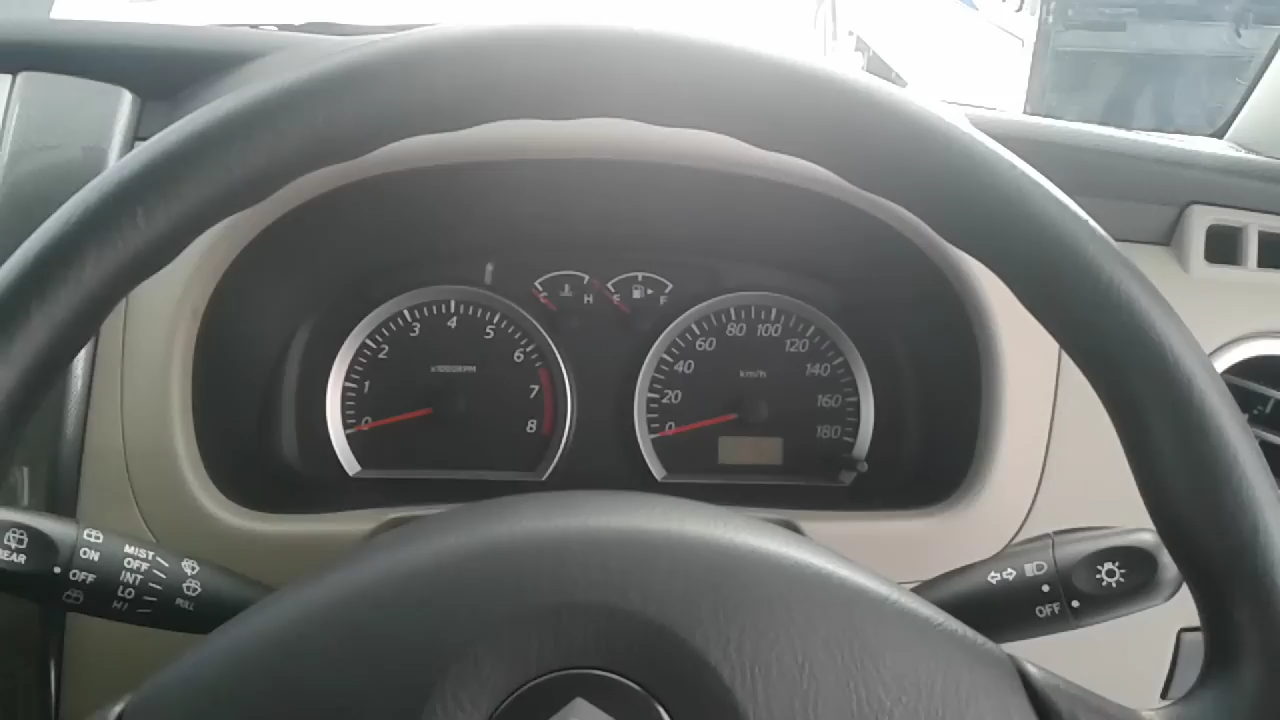 0 1 2 3 4 5 6 7 8
x1000RPM
C H
E F
0 20 40 60 80 100 120 140 160 180
km/h
REAR
ON
OFF
MIST
OFF
INT
LO
HI
PULL
OFF